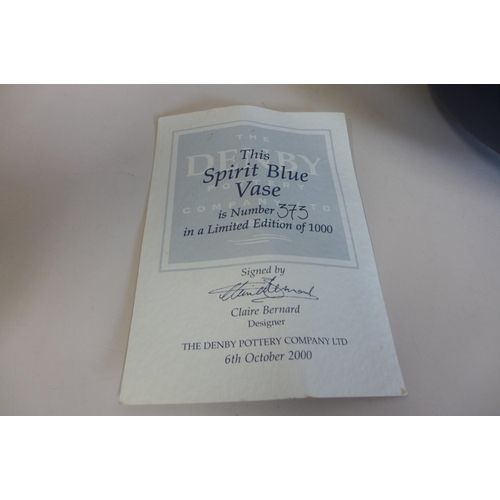 THE
DENBY
POTTERY
COMPANY LTD
This
Spirit Blue
Vase
is Number 373
in a Limited Edition of 1000
Signed by
Claire Bernard
Designer
THE DENBY POTTERY COMPANY LTD
6th October 2000